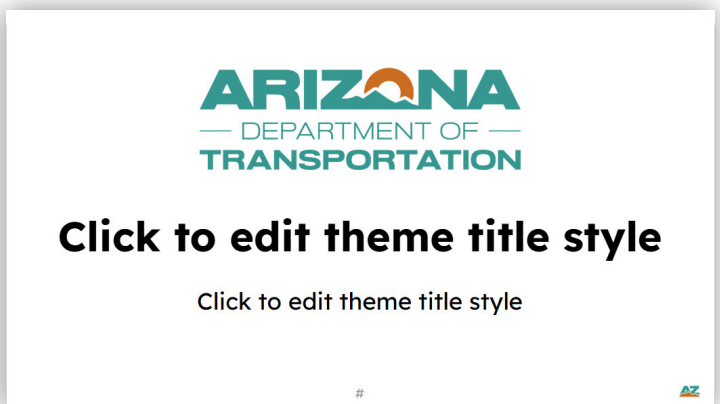 ARIZONA
DEPARTMENT OF
TRANSPORTATION
Click to edit theme title style
Click to edit theme title style
#
AZ